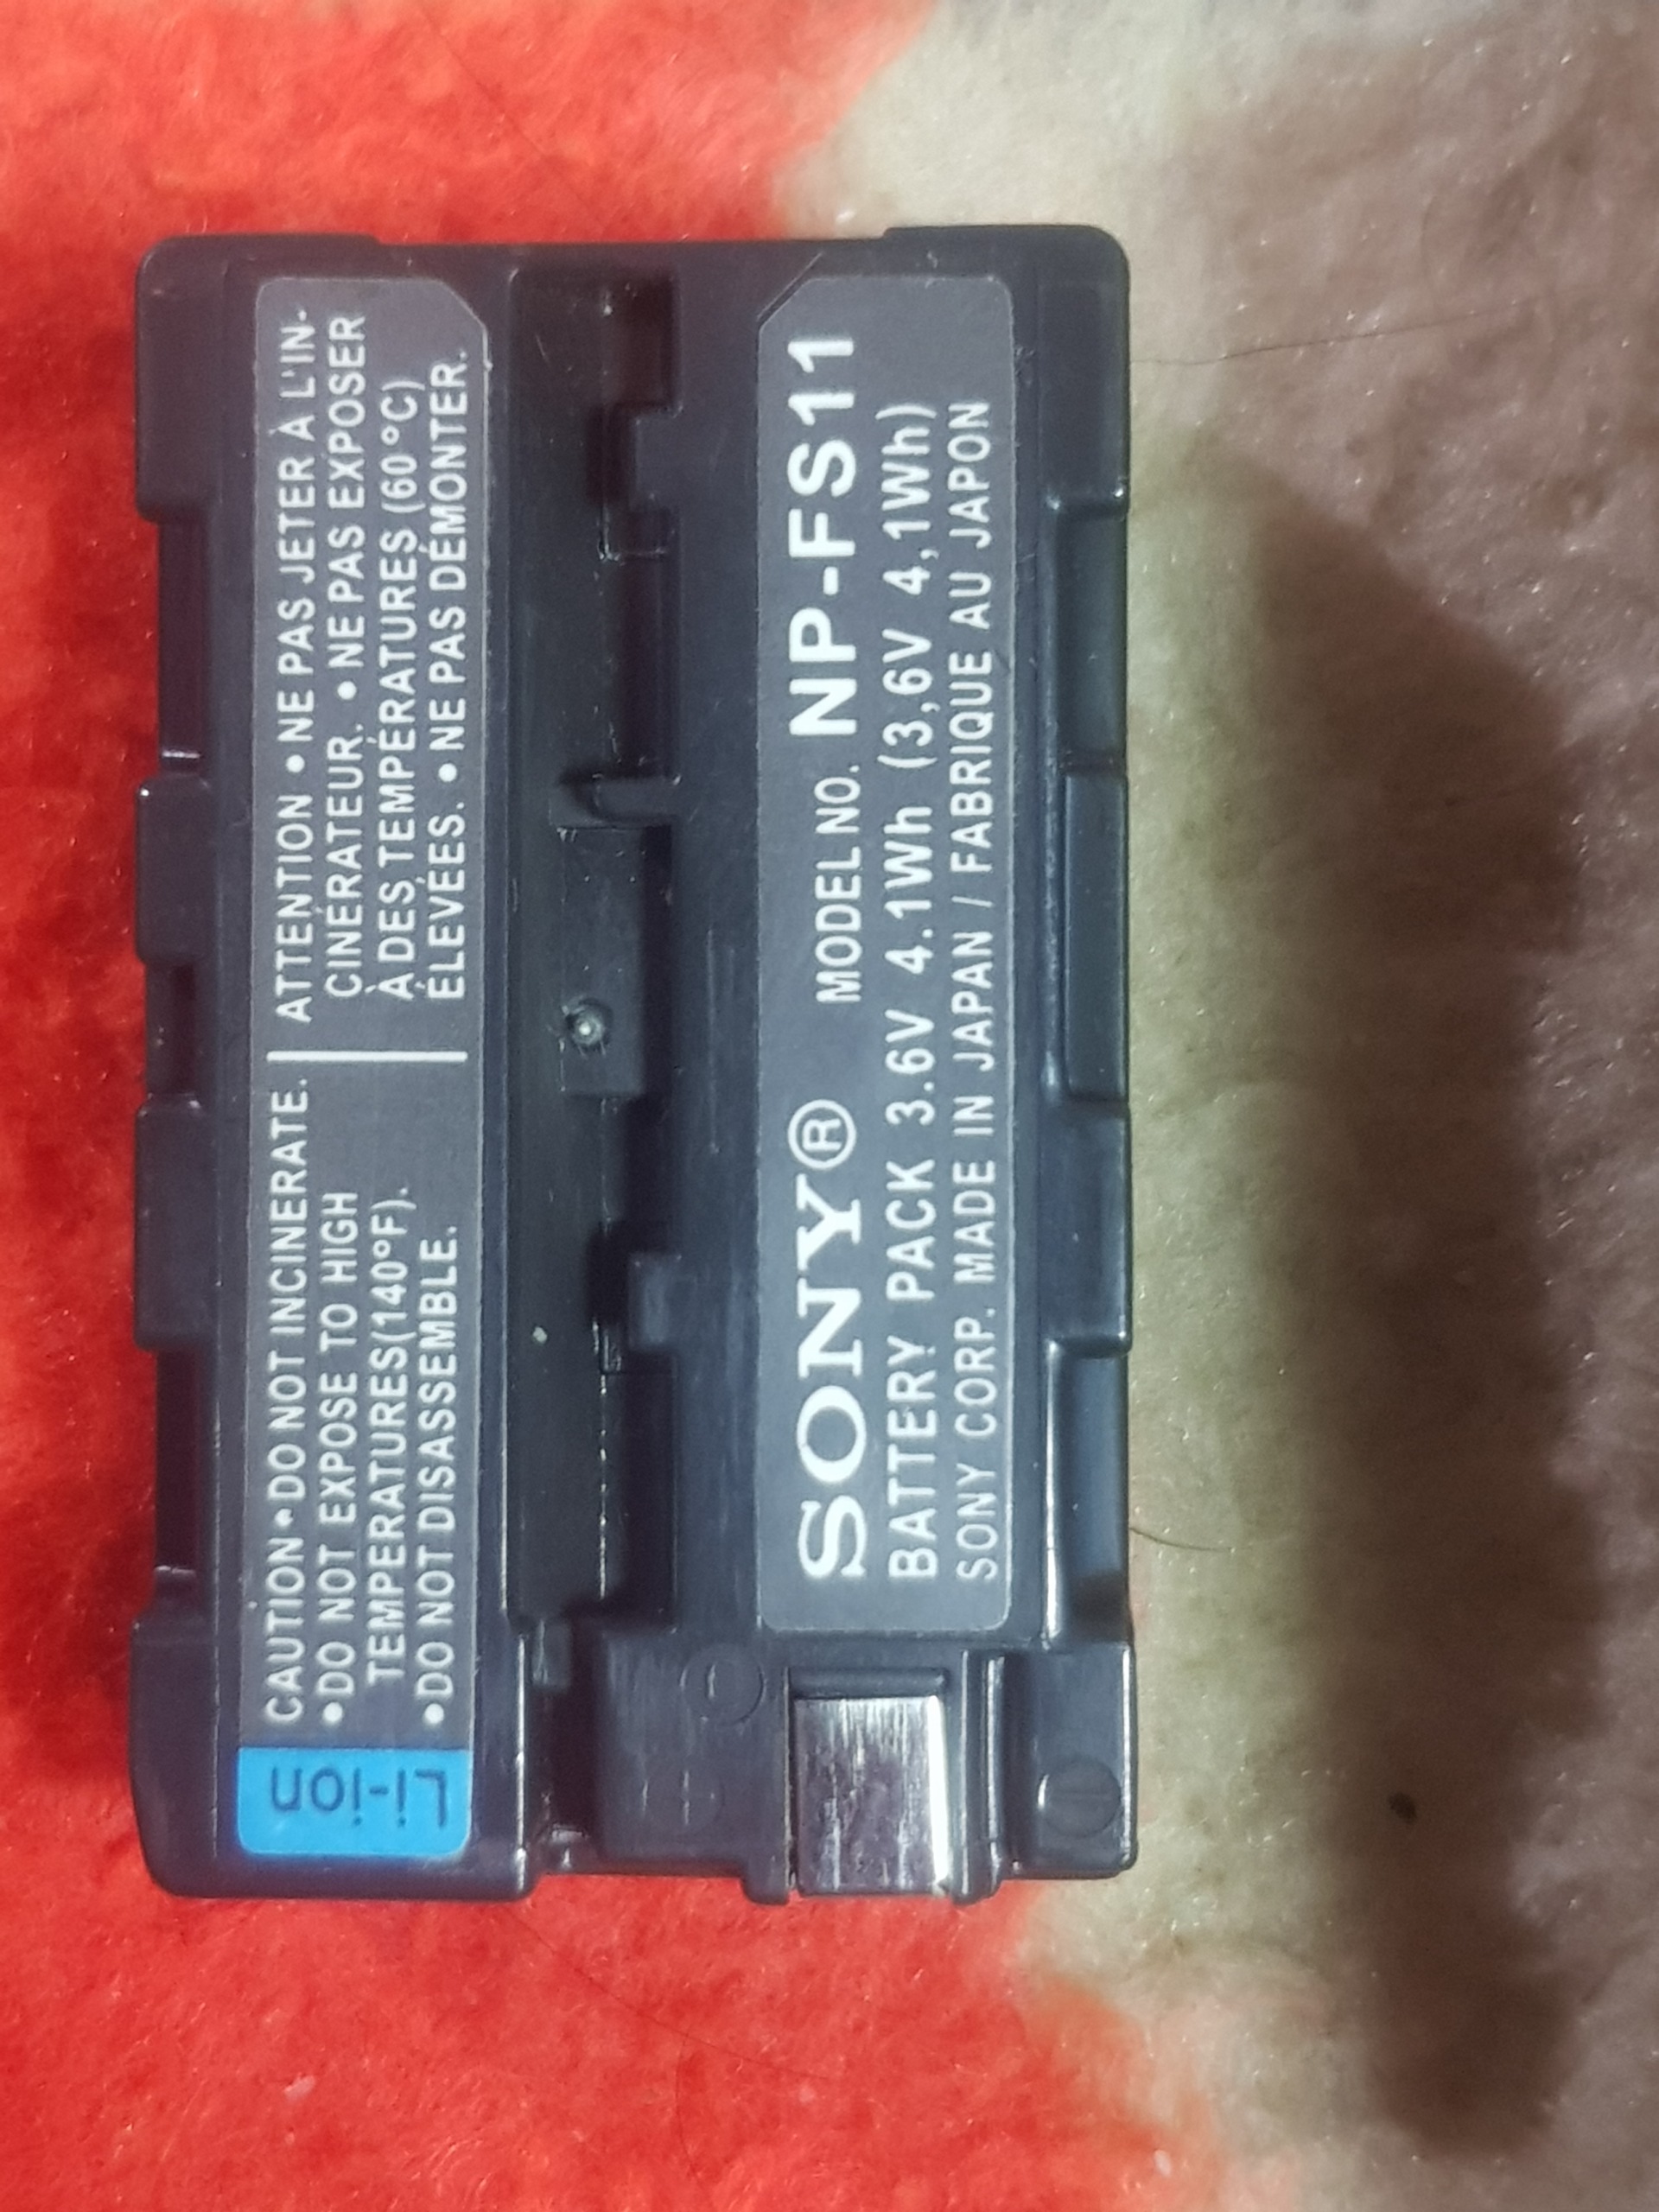 Li-ion
CAUTION • DO NOT INCINERATE.
• DO NOT EXPOSE TO HIGH
TEMPERATURES(140°F).
• DO NOT DISASSEMBLE.
ATTENTION • NE PAS JETER À L'IN-
CINÉRATEUR. • NE PAS EXPOSER
À DES TEMPÉRATURES (60°C)
ÉLEVÉES. • NE PAS DÉMONTER.
SONY® MODEL NO. NP-FS11
BATTERY PACK 3.6V 4.1Wh (3,6V 4,1Wh)
SONY CORP. MADE IN JAPAN / FABRIQUE AU JAPON